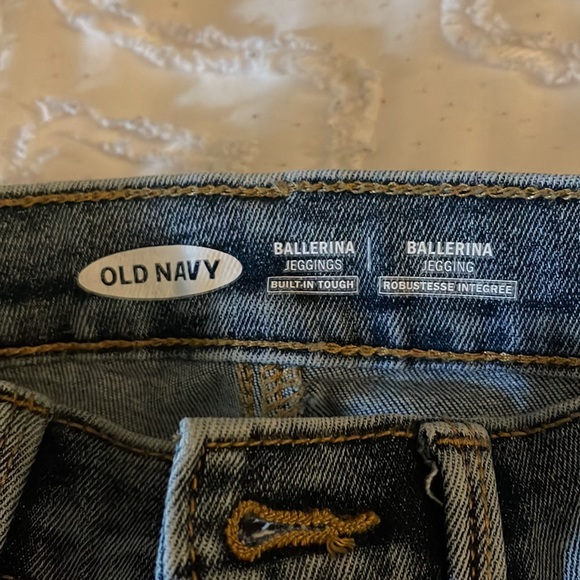 OLD NAVY
BALLERINA
JEGGINGS
BUILT-IN TOUGH
BALLERINA
JEGGING
ROBUSTESSE INTÉGRÉE